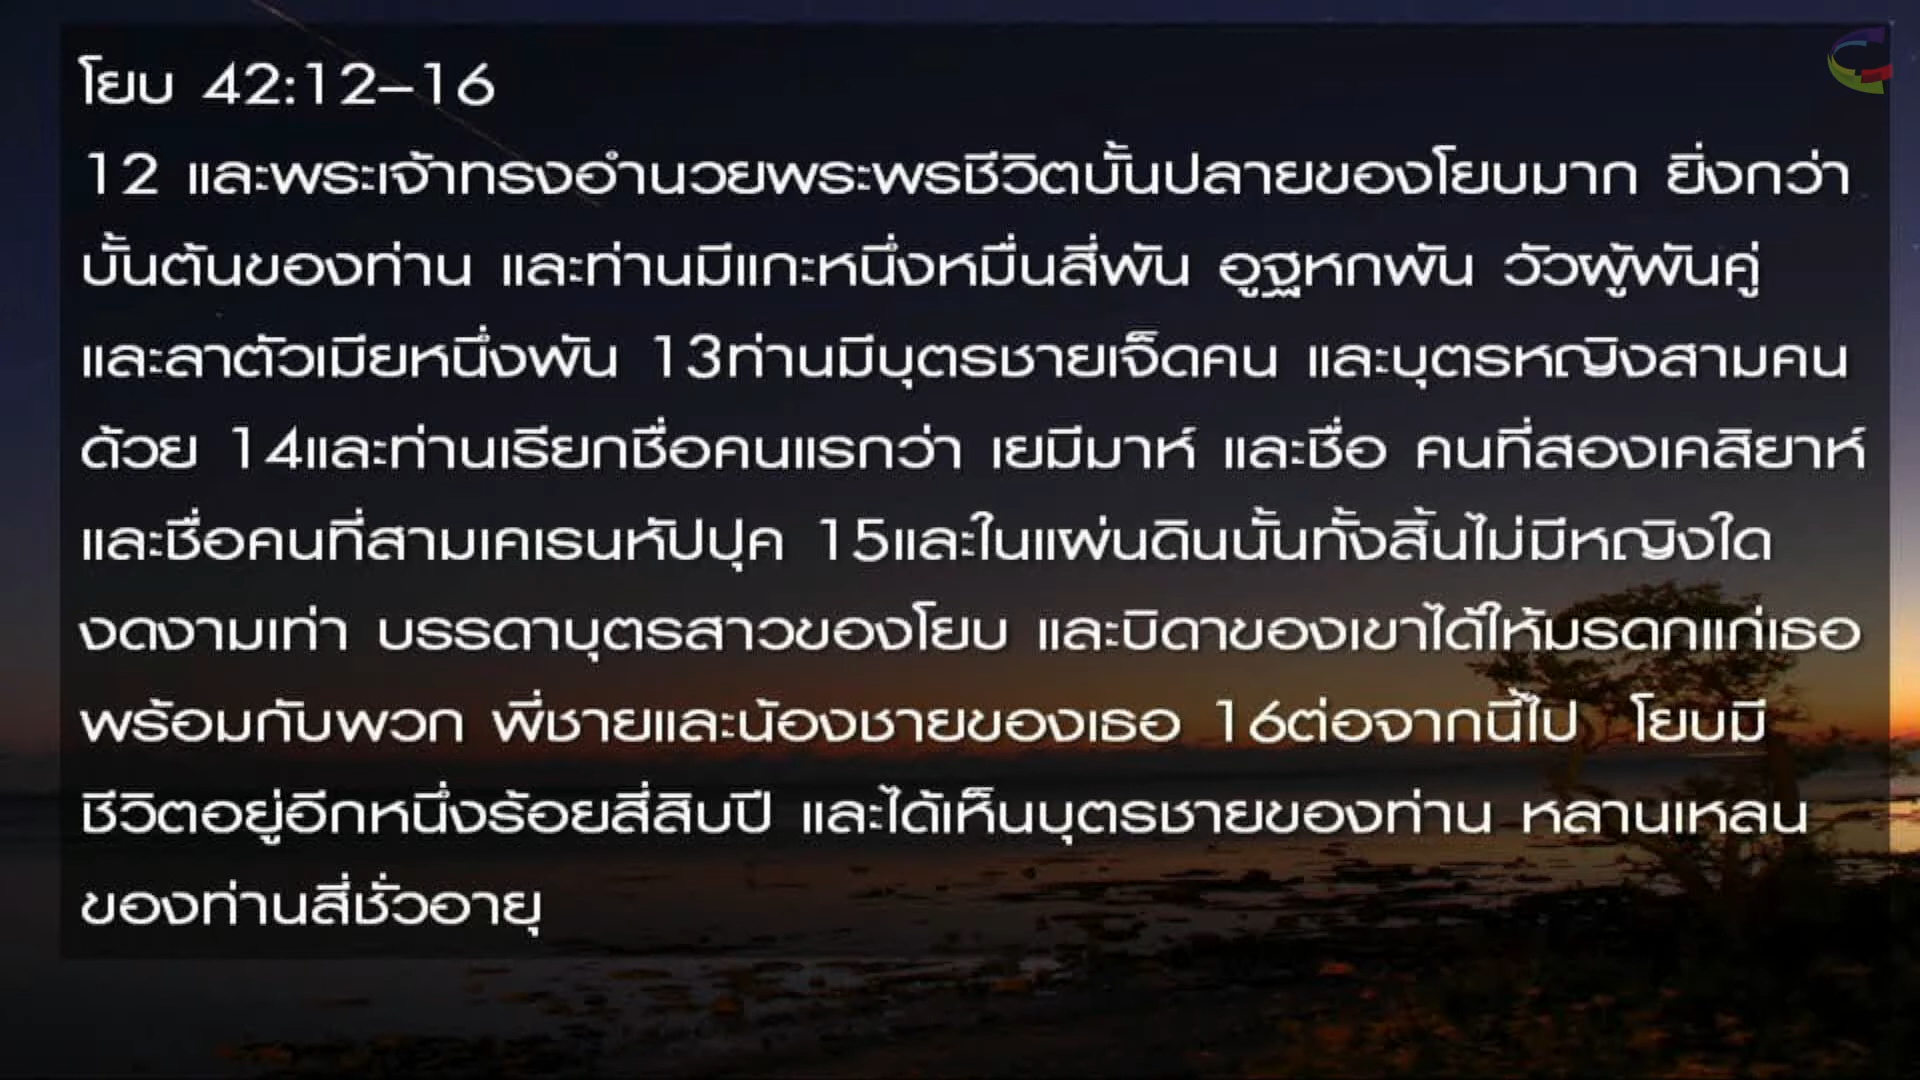 โยบ 42:12–16
12 และพระเจ้าทรงอำนวยพระพรชีวิตบั้นปลายของโยบมาก ยิ่งกว่า
บั้นต้นของท่าน และท่านมีแกะหนึ่งหมื่นสี่พัน อูฐหกพัน วัวผู้พันคู่
และลาตัวเมียหนึ่งพัน 13ท่านมีบุตรชายเจ็ดคน และบุตรหญิงสามคน
ด้วย 14และท่านเรียกชื่อคนแรกว่า เยมีมาห์ และชื่อ คนที่สองเคสิยาห์
และชื่อคนที่สามเคเรนหัปปุค 15และในแผ่นดินนั้นทั้งสิ้นไม่มีหญิงใด
งดงามเท่า บรรดาบุตรสาวของโยบ และบิดาของเขาได้ให้มรดกแก่เธอ
พร้อมกับพวก พี่ชายและน้องชายของเธอ 16ต่อจากนี้ไป โยบมี
ชีวิตอยู่อีกหนึ่งร้อยสี่สิบปี และได้เห็นบุตรชายของท่าน หลานเหลน
ของท่านสี่ชั่วอายุ